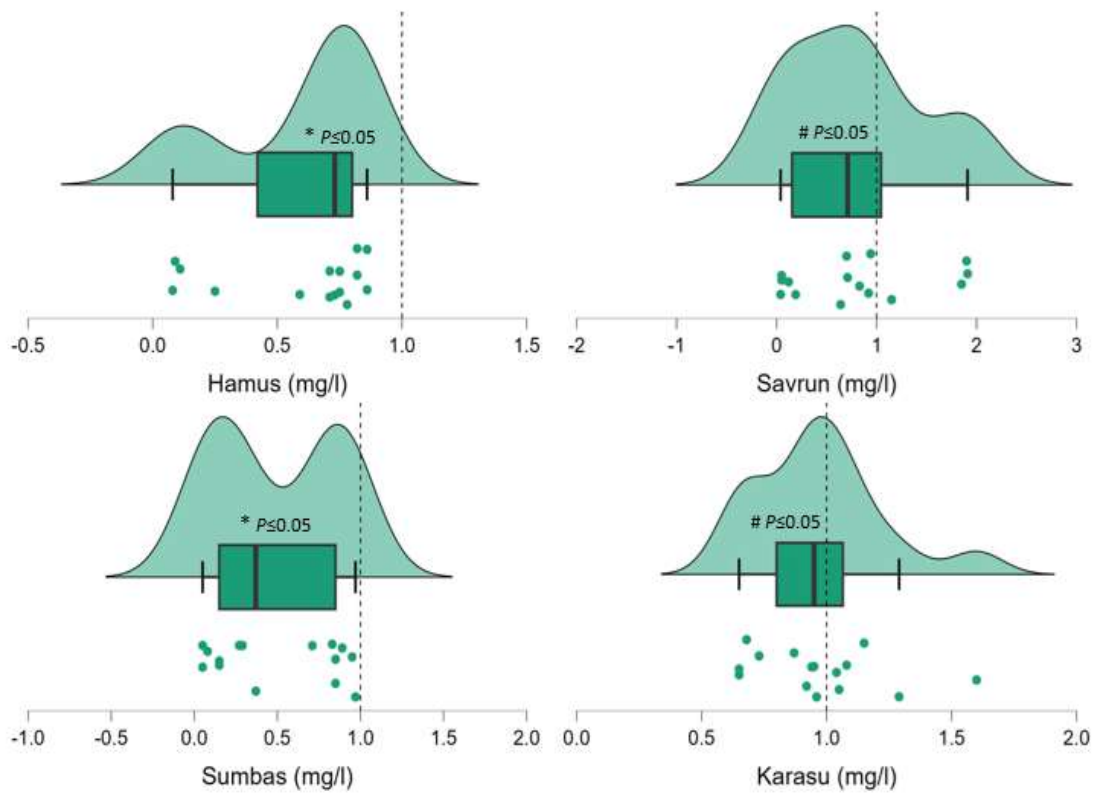 * P≤0.05
# P≤0.05
-0.5 0.0 0.5 1.0 1.5
-2 -1 0 1 2 3
Hamus (mg/l)
Savrun (mg/l)
* P≤0.05
# P≤0.05
-1.0 -0.5 0.0 0.5 1.0 1.5 2.0
0.0 0.5 1.0 1.5 2.0
Sumbas (mg/l)
Karasu (mg/l)